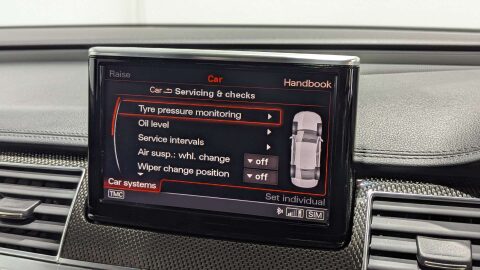 Raise Car Handbook
Car Servicing & checks
Tyre pressure monitoring
Oil level
Service intervals
Air susp.: whl. change off
Wiper change position off
Car systems Set individual
TMC SIM